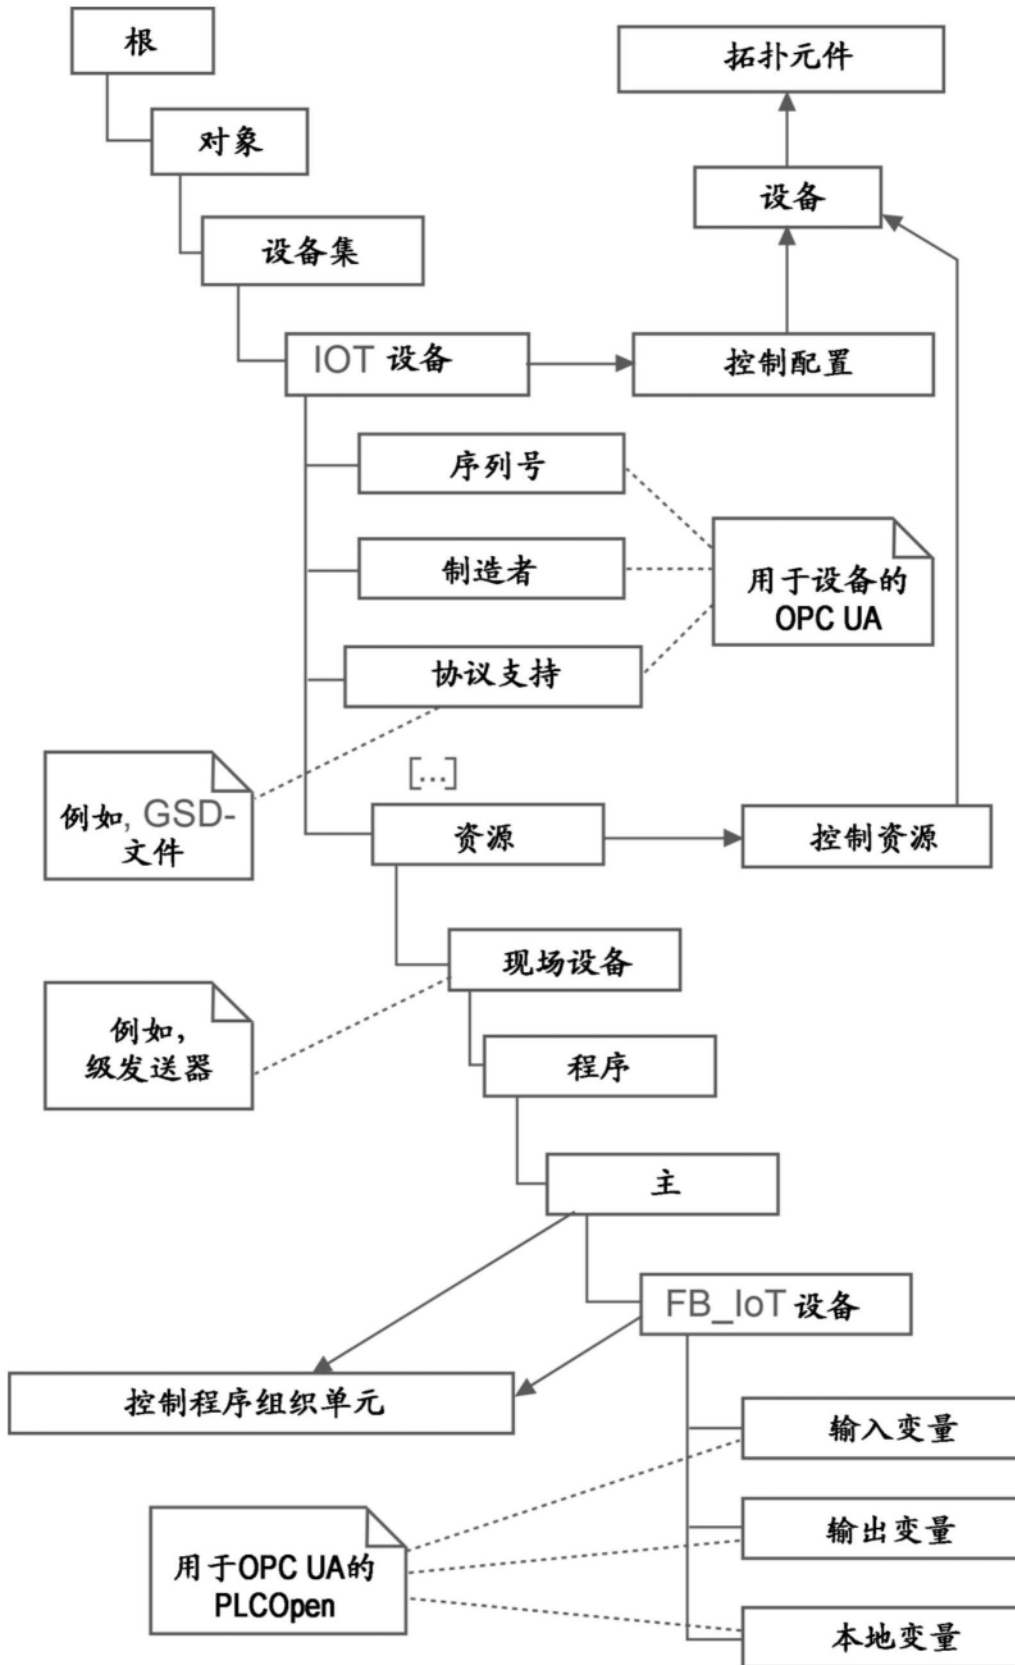 根
拓扑元件
对象
设备
设备集
IOT 设备
控制配置
序列号
制造者
用于设备的
OPC UA
协议支持
[...]
例如, GSD-
文件
资源
控制资源
现场设备
例如,
级发送器
程序
主
FB_IoT 设备
控制程序组织单元
输入变量
输出变量
用于OPC UA的
PLCOpen
本地变量